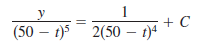 y/(50 – t)⁵ = 1/2(50 – t)⁴ + C